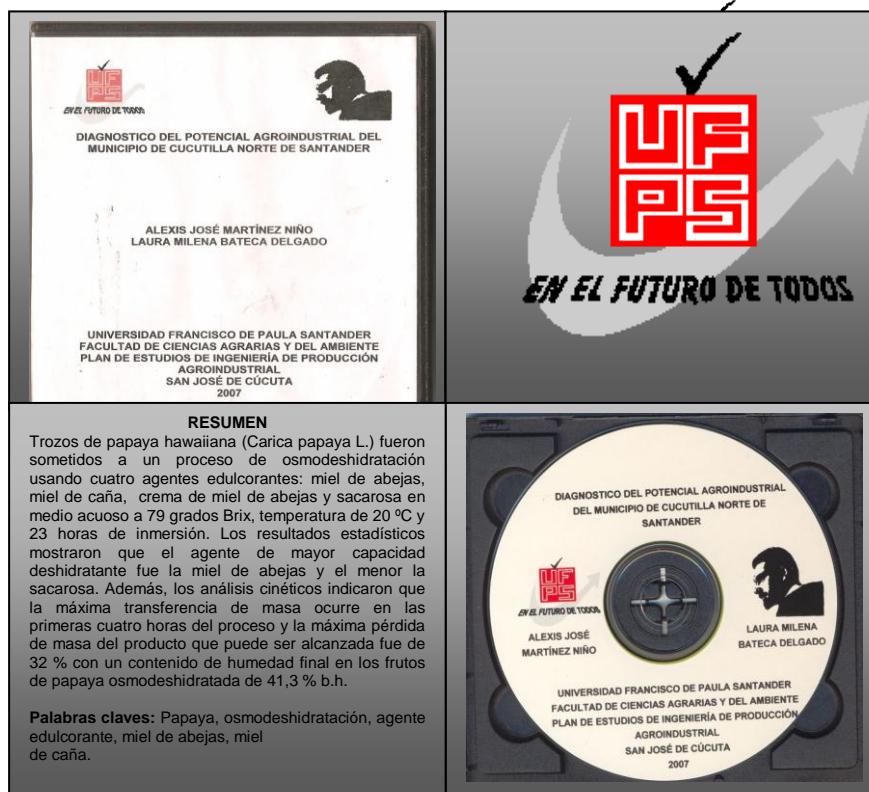 UFPS
EN EL FUTURO DE TODOS
DIAGNOSTICO DEL POTENCIAL AGROINDUSTRIAL DEL
MUNICIPIO DE CUCUTILLA NORTE DE SANTANDER
ALEXIS JOSÉ MARTÍNEZ NIÑO
LAURA MILENA BATECA DELGADO
UNIVERSIDAD FRANCISCO DE PAULA SANTANDER
FACULTAD DE CIENCIAS AGRARIAS Y DEL AMBIENTE
PLAN DE ESTUDIOS DE INGENIERÍA DE PRODUCCIÓN
AGROINDUSTRIAL
SAN JOSÉ DE CÚCUTA
2007
UF
PS
EN EL FUTURO DE TODOS
RESUMEN
Trozos de papaya hawaiiana (Carica papaya L.) fueron
sometidos a un proceso de osmodeshidratación
usando cuatro agentes edulcorantes: miel de abejas,
miel de caña, crema de miel de abejas y sacarosa en
medio acuoso a 79 grados Brix, temperatura de 20 ºC y
23 horas de inmersión. Los resultados estadísticos
mostraron que el agente de mayor capacidad
deshidratante fue la miel de abejas y el menor la
sacarosa. Además, los análisis cinéticos indicaron que
la máxima transferencia de masa ocurre en las
primeras cuatro horas del proceso y la máxima pérdida
de masa del producto que puede ser alcanzada fue de
32 % con un contenido de humedad final en los frutos
de papaya osmodeshidratada de 41,3 % b.h.
Palabras claves: Papaya, osmodeshidratación, agente
edulcorante, miel de abejas, miel
de caña.
DIAGNOSTICO DEL POTENCIAL AGROINDUSTRIAL
DEL MUNICIPIO DE CUCUTILLA NORTE DE
SANTANDER
UFPS
EN EL FUTURO DE TODOS
ALEXIS JOSÉ
MARTÍNEZ NIÑO
LAURA MILENA
BATECA DELGADO
UNIVERSIDAD FRANCISCO DE PAULA SANTANDER
FACULTAD DE CIENCIAS AGRARIAS Y DEL AMBIENTE
PLAN DE ESTUDIOS DE INGENIERÍA DE PRODUCCIÓN
AGROINDUSTRIAL
SAN JOSÉ DE CÚCUTA
2007